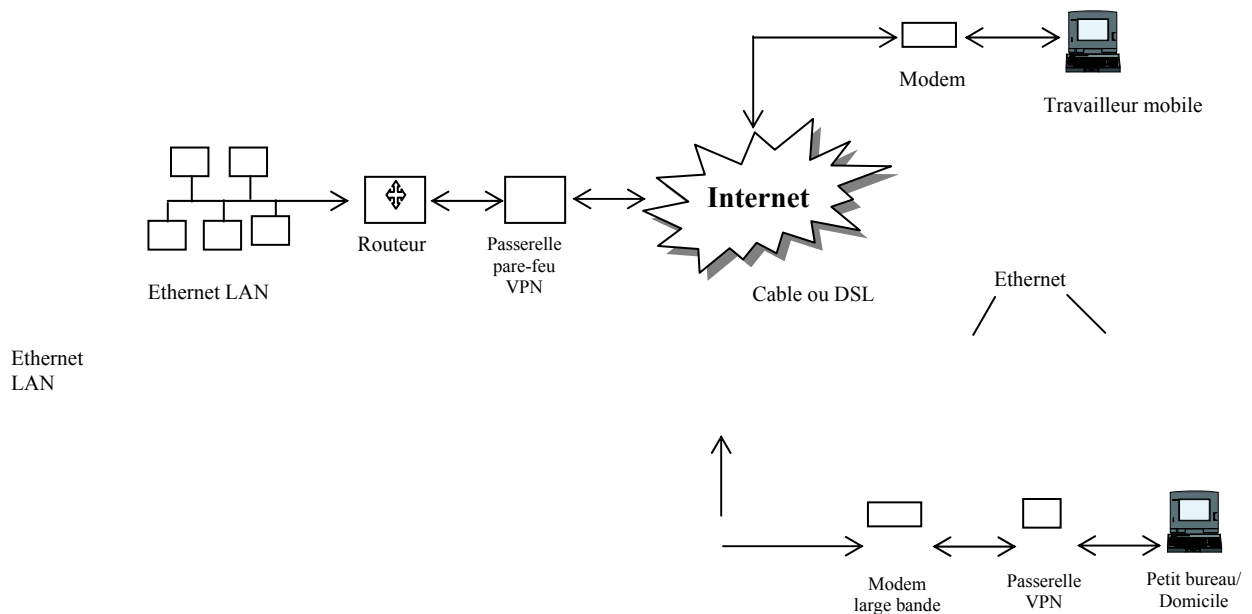 Modem
Travailleur mobile
Internet
Routeur
Passerelle
pare-feu
VPN
Ethernet LAN
Cable ou DSL
Ethernet
Ethernet
LAN
Modem
large bande
Passerelle
VPN
Petit bureau/
Domicile